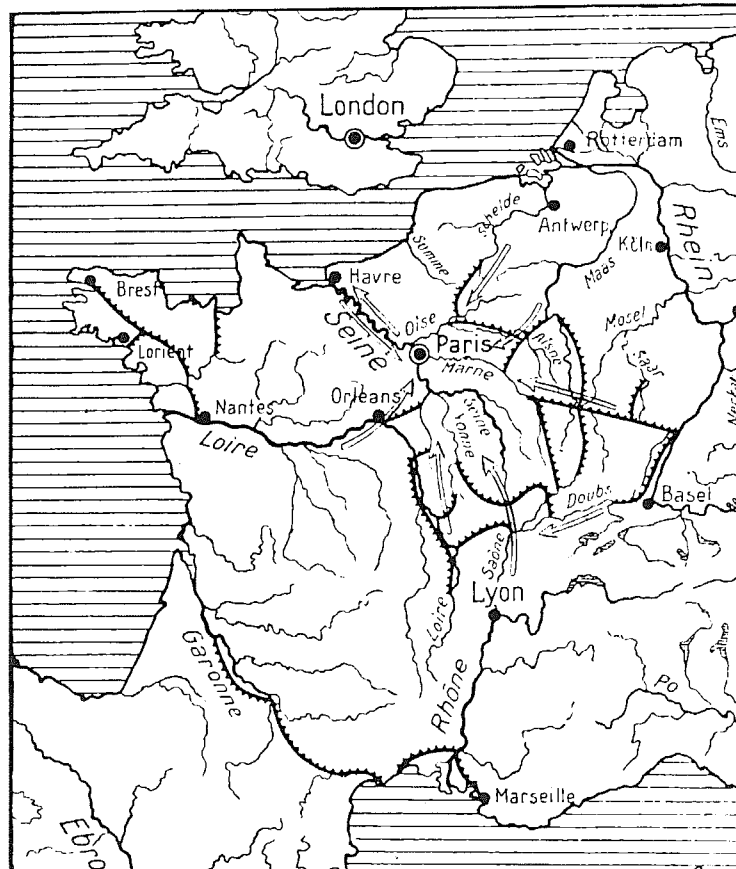 London
Rotterdam
Ems
Schelde
Antwerp.
Rhein
Köln
Somme
Maas
Havre
Brest
Oise
Seine
Mosel
Lorient
Paris
Aisne
Saar
Marne
Orléans
Nantes
Seine
Neckar
Yonne
Loire
Doubs
Basel
Saône
Lyon
Loire
Garonne
Rhône
Po
Marseille
Ebro